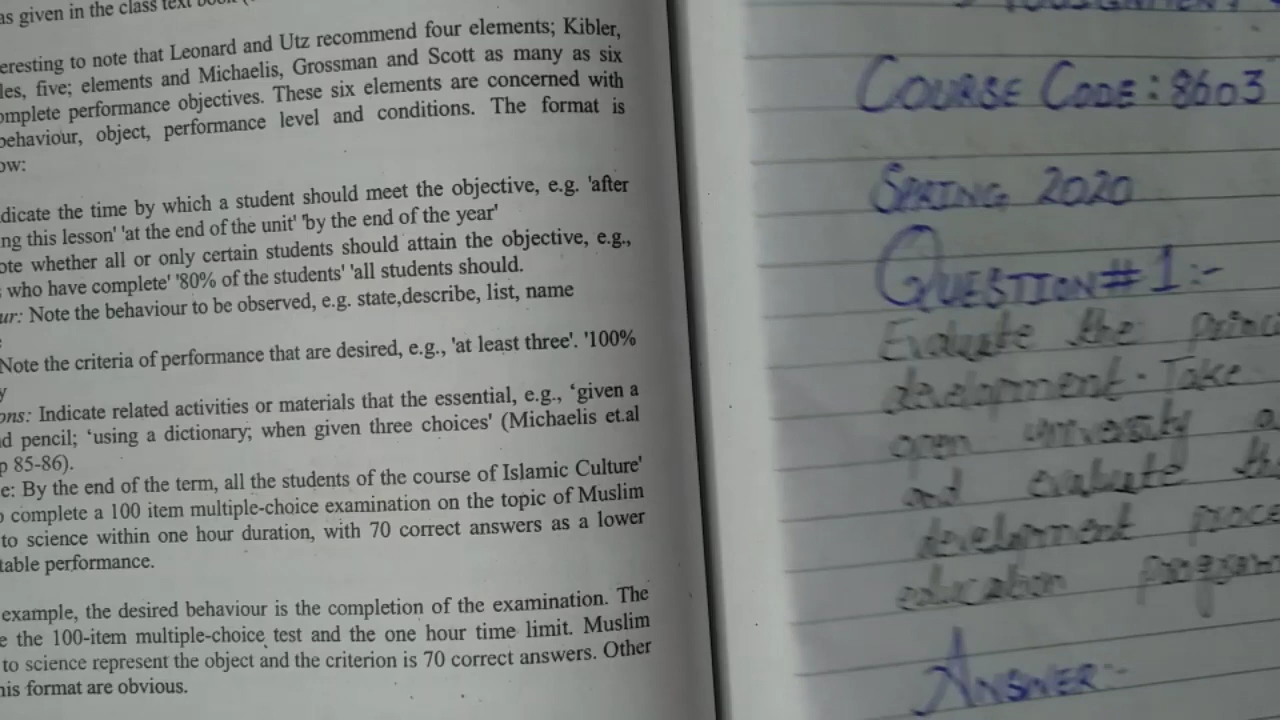 as given in the class text book
eresting to note that Leonard and Utz recommend four elements; Kibler,
les, five; elements and Michaelis, Grossman and Scott as many as six
omplete performance objectives. These six elements are concerned with
behaviour, object, performance level and conditions. The format is
ow:
dicate the time by which a student should meet the objective, e.g. 'after
ng this lesson' 'at the end of the unit' 'by the end of the year'
ote whether all or only certain students should attain the objective, e.g.,
who have complete' '80% of the students' 'all students should.
ur: Note the behaviour to be observed, e.g. state,describe, list, name
Note the criteria of performance that are desired, e.g., 'at least three'. '100%
y
ons: Indicate related activities or materials that the essential, e.g., ‘given a
d pencil; ‘using a dictionary; when given three choices' (Michaelis et.al
p 85-86).
e: By the end of the term, all the students of the course of Islamic Culture'
o complete a 100 item multiple-choice examination on the topic of Muslim
to science within one hour duration, with 70 correct answers as a lower
table performance.
example, the desired behaviour is the completion of the examination. The
e the 100-item multiple-choice test and the one hour time limit. Muslim
to science represent the object and the criterion is 70 correct answers. Other
his format are obvious.
COURSE CODE: 8603
SPRING 2020
QUESTION#1:-
Evaluate the princ
development. Take
open university a
and evaluate th
development proce
education program
ANSWER:-